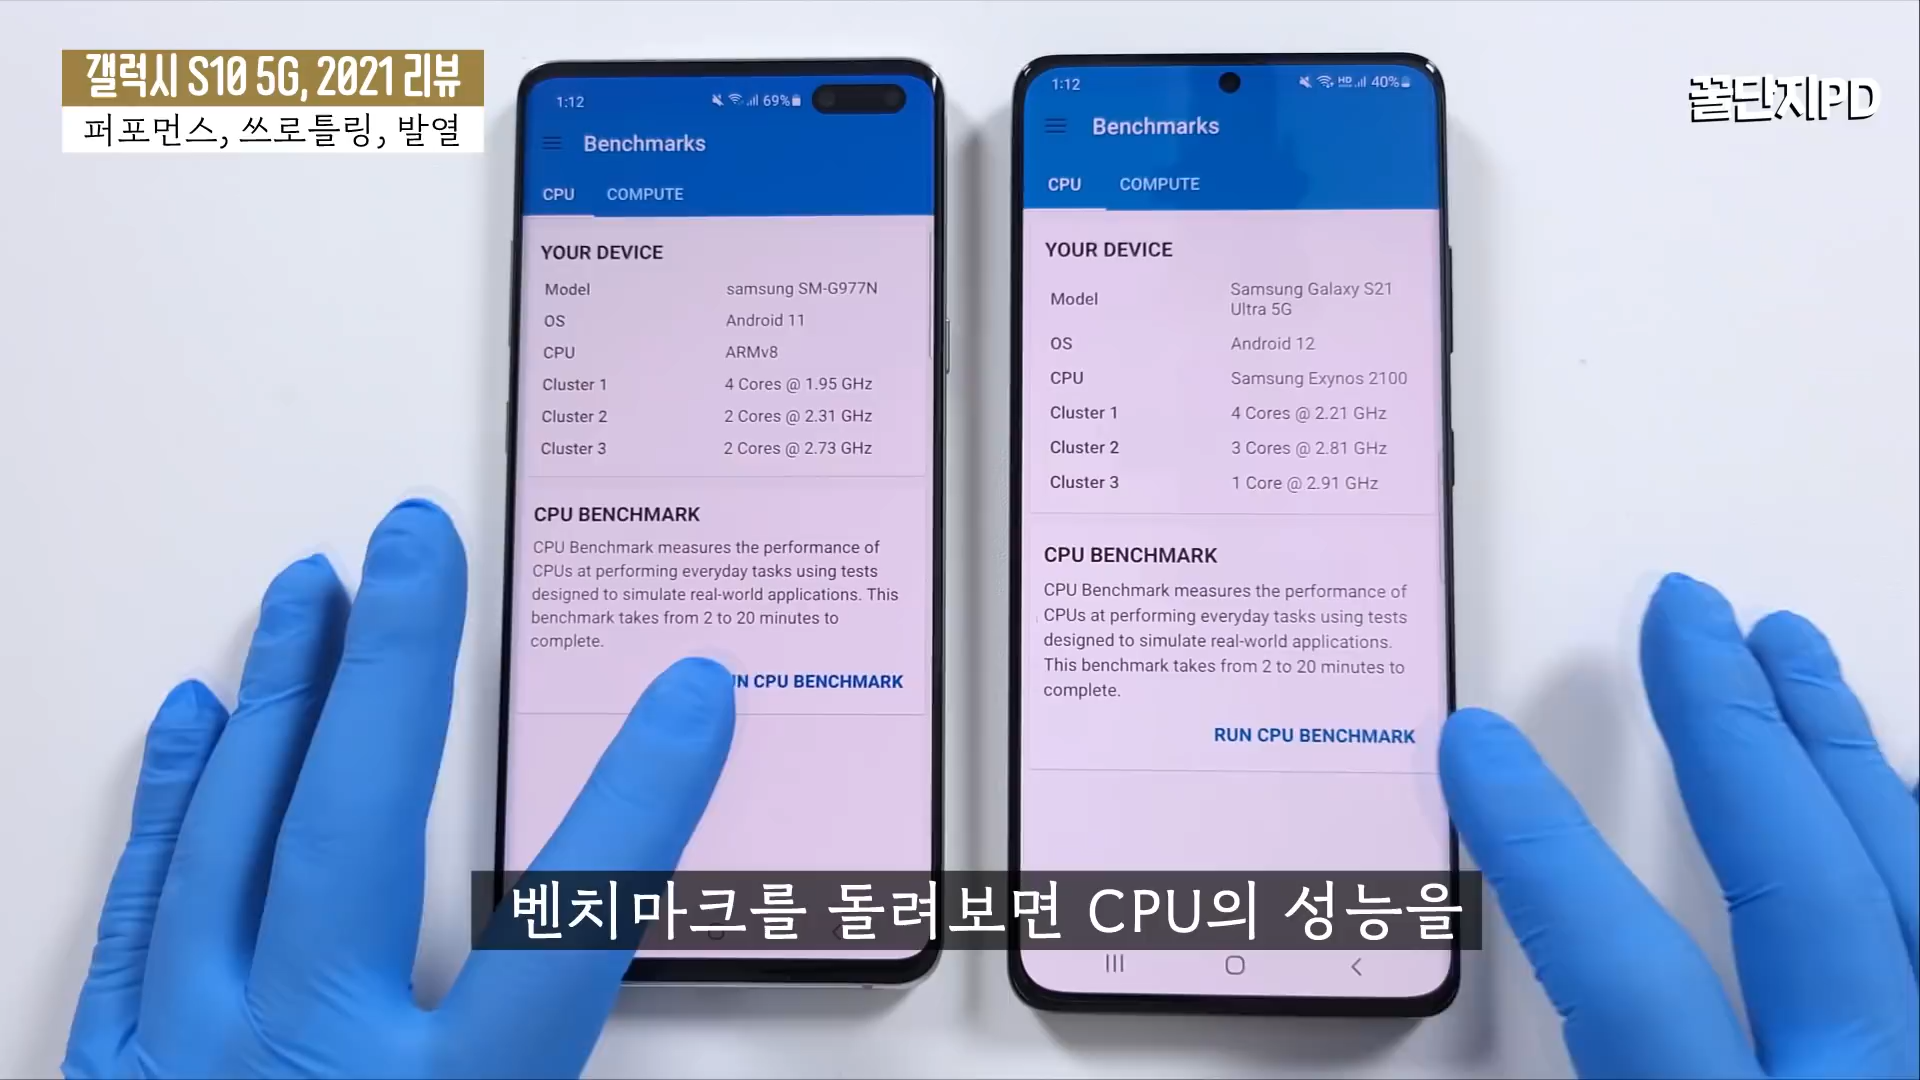 갤럭시 S10 5G, 2021 리뷰
퍼포먼스, 쓰로틀링, 발열
끝단지PD
1:12
69%
Benchmarks
CPU COMPUTE
YOUR DEVICE
Model samsung SM-G977N
OS Android 11
CPU ARMv8
Cluster 1 4 Cores @ 1.95 GHz
Cluster 2 2 Cores @ 2.31 GHz
Cluster 3 2 Cores @ 2.73 GHz
CPU BENCHMARK
CPU Benchmark measures the performance of
CPUs at performing everyday tasks using tests
designed to simulate real-world applications. This
benchmark takes from 2 to 20 minutes to
complete.
UN CPU BENCHMARK
1:12
HD 40%
Benchmarks
CPU COMPUTE
YOUR DEVICE
Model Samsung Galaxy S21
Ultra 5G
OS Android 12
CPU Samsung Exynos 2100
Cluster 1 4 Cores @ 2.21 GHz
Cluster 2 3 Cores @ 2.81 GHz
Cluster 3 1 Core @ 2.91 GHz
CPU BENCHMARK
CPU Benchmark measures the performance of
CPUs at performing everyday tasks using tests
designed to simulate real-world applications.
This benchmark takes from 2 to 20 minutes to
complete.
RUN CPU BENCHMARK
벤치마크를 돌려보면 CPU의 성능을